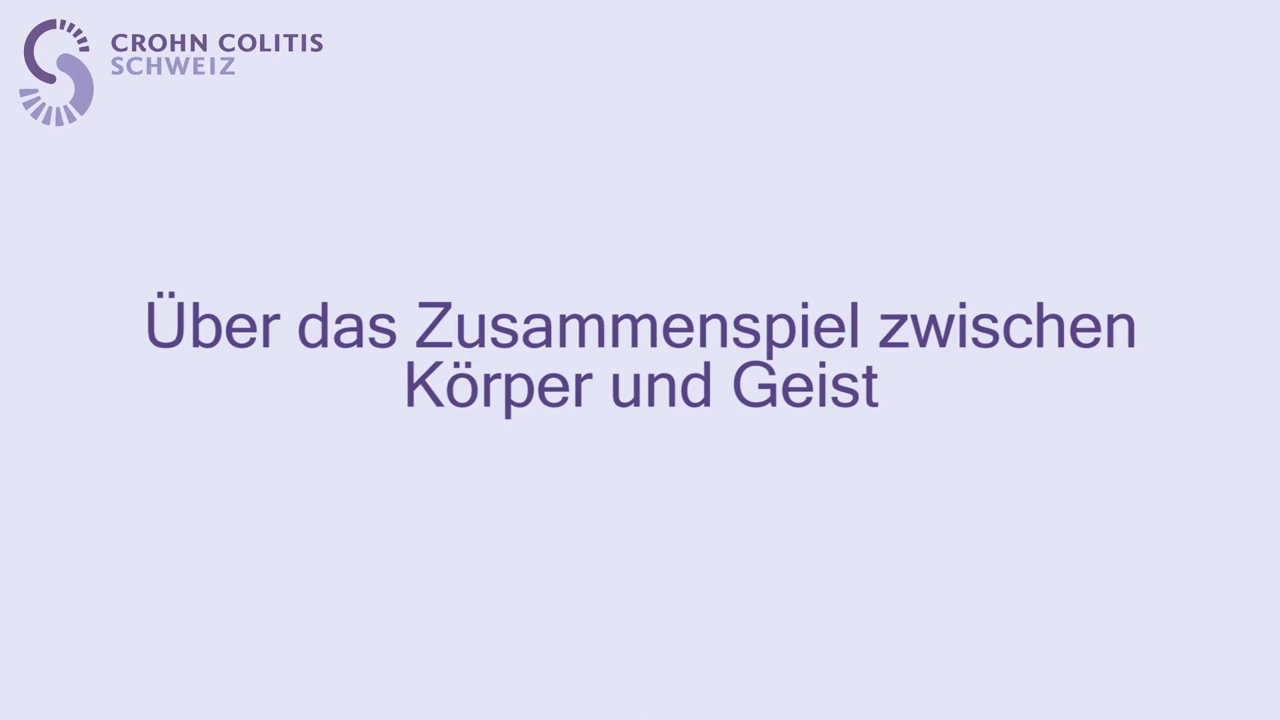 CROHN COLITIS
SCHWEIZ
Über das Zusammenspiel zwischen
Körper und Geist